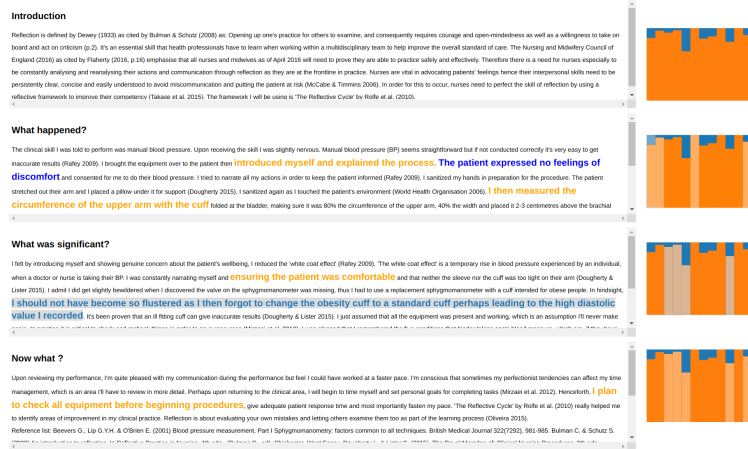 Introduction
Reflection is defined by Dewey (1933) as cited by Bulman & Schutz (2008) as: Opening up one's practice for others to examine, and consequently requires courage and open-mindedness as well as a willingness to take on
board and act on criticism (p.2). It's an essential skill that health professionals have to learn when working within a multidisciplinary team to help improve the overall standard of care. The Nursing and Midwifery Council of
England (2016) as cited by Flaherty (2016, p.16) emphasise that all nurses and midwives as of April 2016 will need to prove they are able to practice safely and effectively. Therefore there is a need for nurses especially to
be constantly analysing and reanalysing their actions and communication through reflection as they are at the frontline in practice. Nurses are vital in advocating patients' feelings hence their interpersonal skills need to be
persistently clear, concise and easily understood to avoid miscommunication and putting the patient at risk (McCabe & Timmins 2006). In order for this to occur, nurses need to perfect the skill of reflection by using a
reflective framework to improve their competency (Takase et al. 2015). The framework I will be using is 'The Reflective Cycle' by Rolfe et al. (2010).
What happened?
The clinical skill I was told to perform was manual blood pressure. Upon receiving the skill I was slightly nervous. Manual blood pressure (BP) seems straightforward but if not conducted correctly it's very easy to get
inaccurate results (Rafey 2009). I brought the equipment over to the patient then introduced myself and explained the process. The patient expressed no feelings of
discomfort and consented for me to do their blood pressure. I tried to narrate all my actions in order to keep the patient informed (Rafey 2009). I sanitized my hands in preparation for the procedure. The patient
stretched out their arm and I placed a pillow under it for support (Dougherty 2015). I sanitized again as I touched the patient's environment (World Health Organisation 2006). I then measured the
circumference of the upper arm with the cuff folded at the bladder, making sure it was 80% the circumference of the upper arm, 40% the width and placed it 2-3 centimetres above the brachial
What was significant?
I felt by introducing myself and showing genuine concern about the patient's wellbeing, I reduced the 'white coat effect' (Rafey 2009). 'The white coat effect' is a temporary rise in blood pressure experienced by an individual,
when a doctor or nurse is taking their BP. I was constantly narrating myself and ensuring the patient was comfortable and that neither the sleeve nor the cuff was too tight on their arm (Doughery &
Lister 2015). I admit I did get slightly bewildered when I discovered the valve on the sphygmomanometer was missing, thus I had to use a replacement sphygmomanometer with a cuff intended for obese people. In hindsight,
I should not have become so flustered as I then forgot to change the obesity cuff to a standard cuff perhaps leading to the high diastolic
value I recorded. It's been proven that an ill fitting cuff can give inaccurate results (Dougherty & Lister 2015). I just assumed that all the equipment was present and working, which is an assumption I'll never make
Now what ?
Upon reviewing my performance, I'm quite pleased with my communication during the performance but feel I could have worked at a faster pace. I'm conscious that sometimes my perfectionist tendencies can affect my time
management, which is an area I'll have to review in more detail. Perhaps upon returning to the clinical area, I will begin to time myself and set personal goals for completing tasks (Mirzaei et al. 2012). Henceforth, I plan
to check all equipment before beginning procedures, give adequate patient response time and most importantly fasten my pace. 'The Reflective Cycle' by Rolfe et al. (2010) really helped me
to identify areas of improvement in my clinical practice. Reflection is about evaluating your own mistakes and letting others examine them too as part of the learning process (Oliveira 2015).
Reference list: Beevers G., Lip G.Y.H. & O'Brien E. (2001) Blood pressure measurement, Part I Sphygmomanometry: factors common to all techniques. British Medical Journal 322(7292), 981-985. Bulman C. & Schutz S.